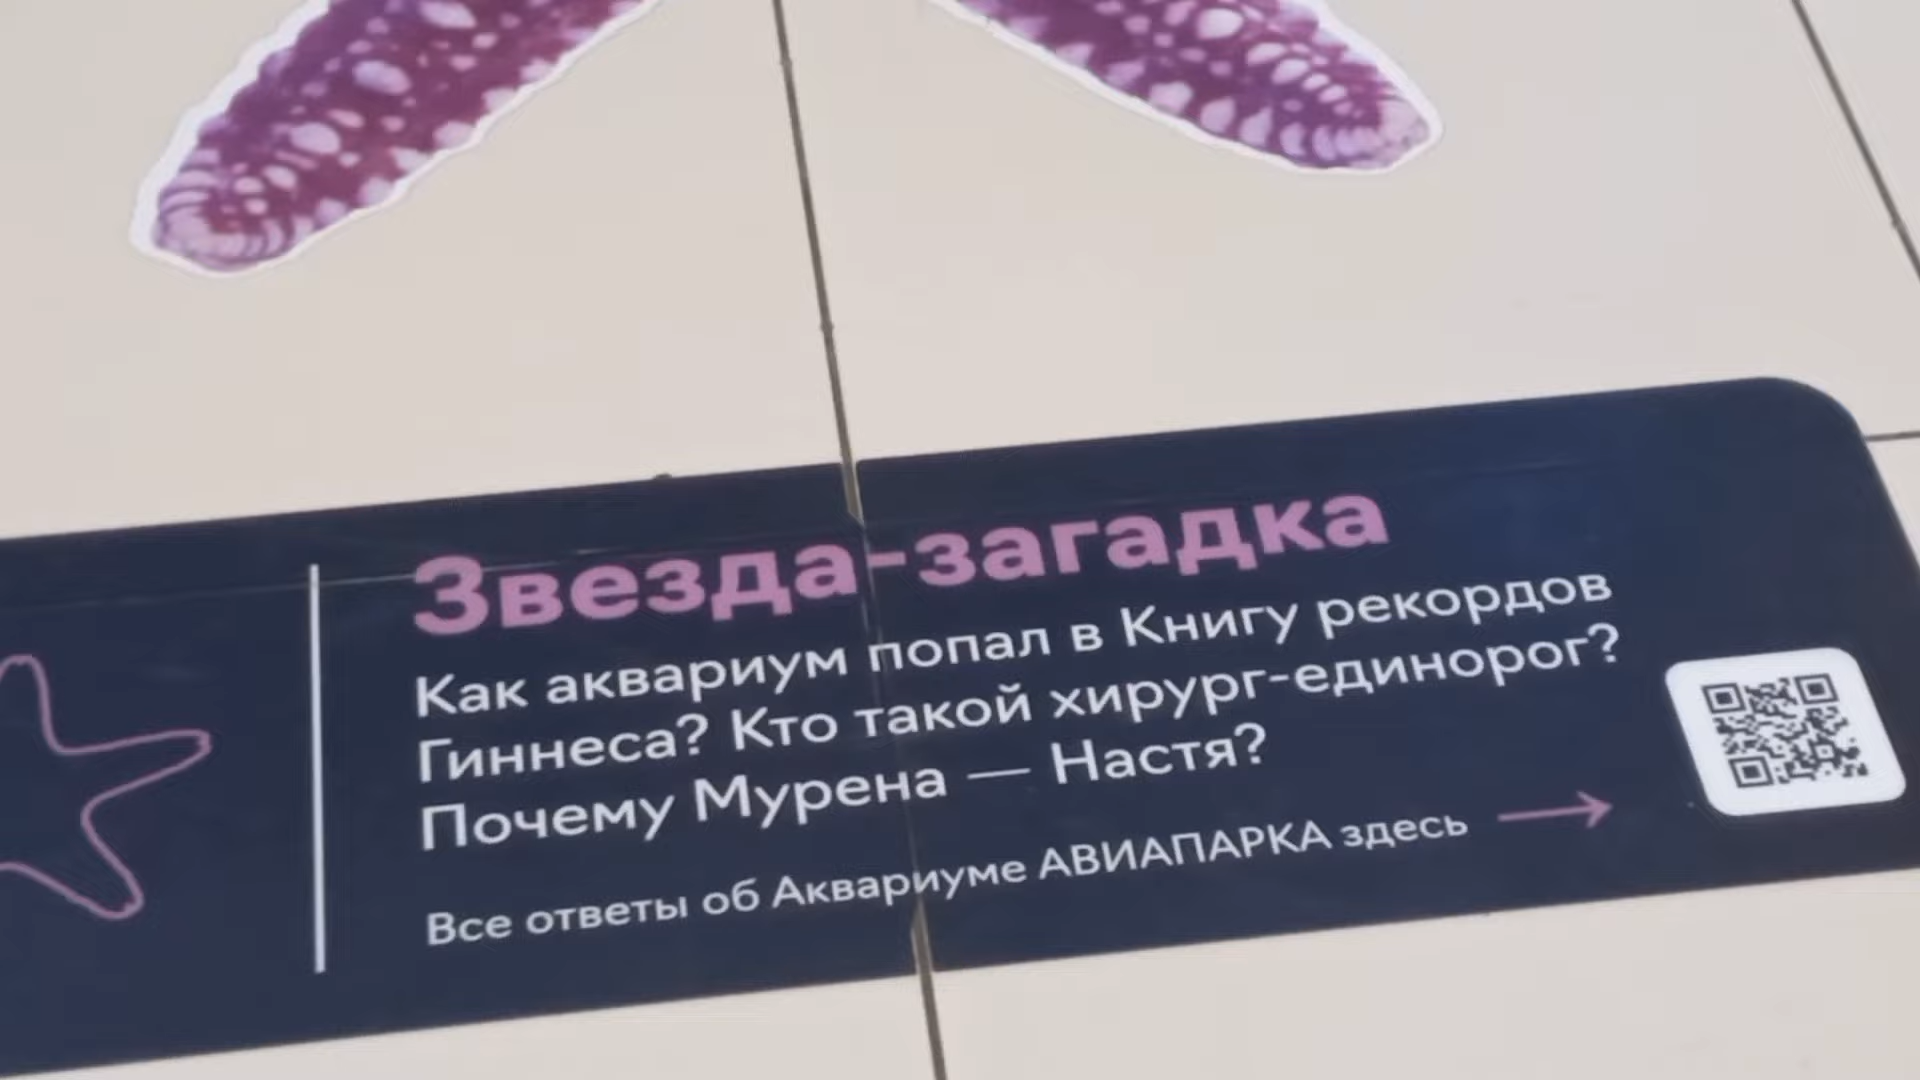 Звезда-загадка
Как аквариум попал в Книгу рекордов
Гиннеса? Кто такой хирург-единорог?
Почему Мурена — Настя?
Все ответы об Аквариуме АВИАПАРКА здесь